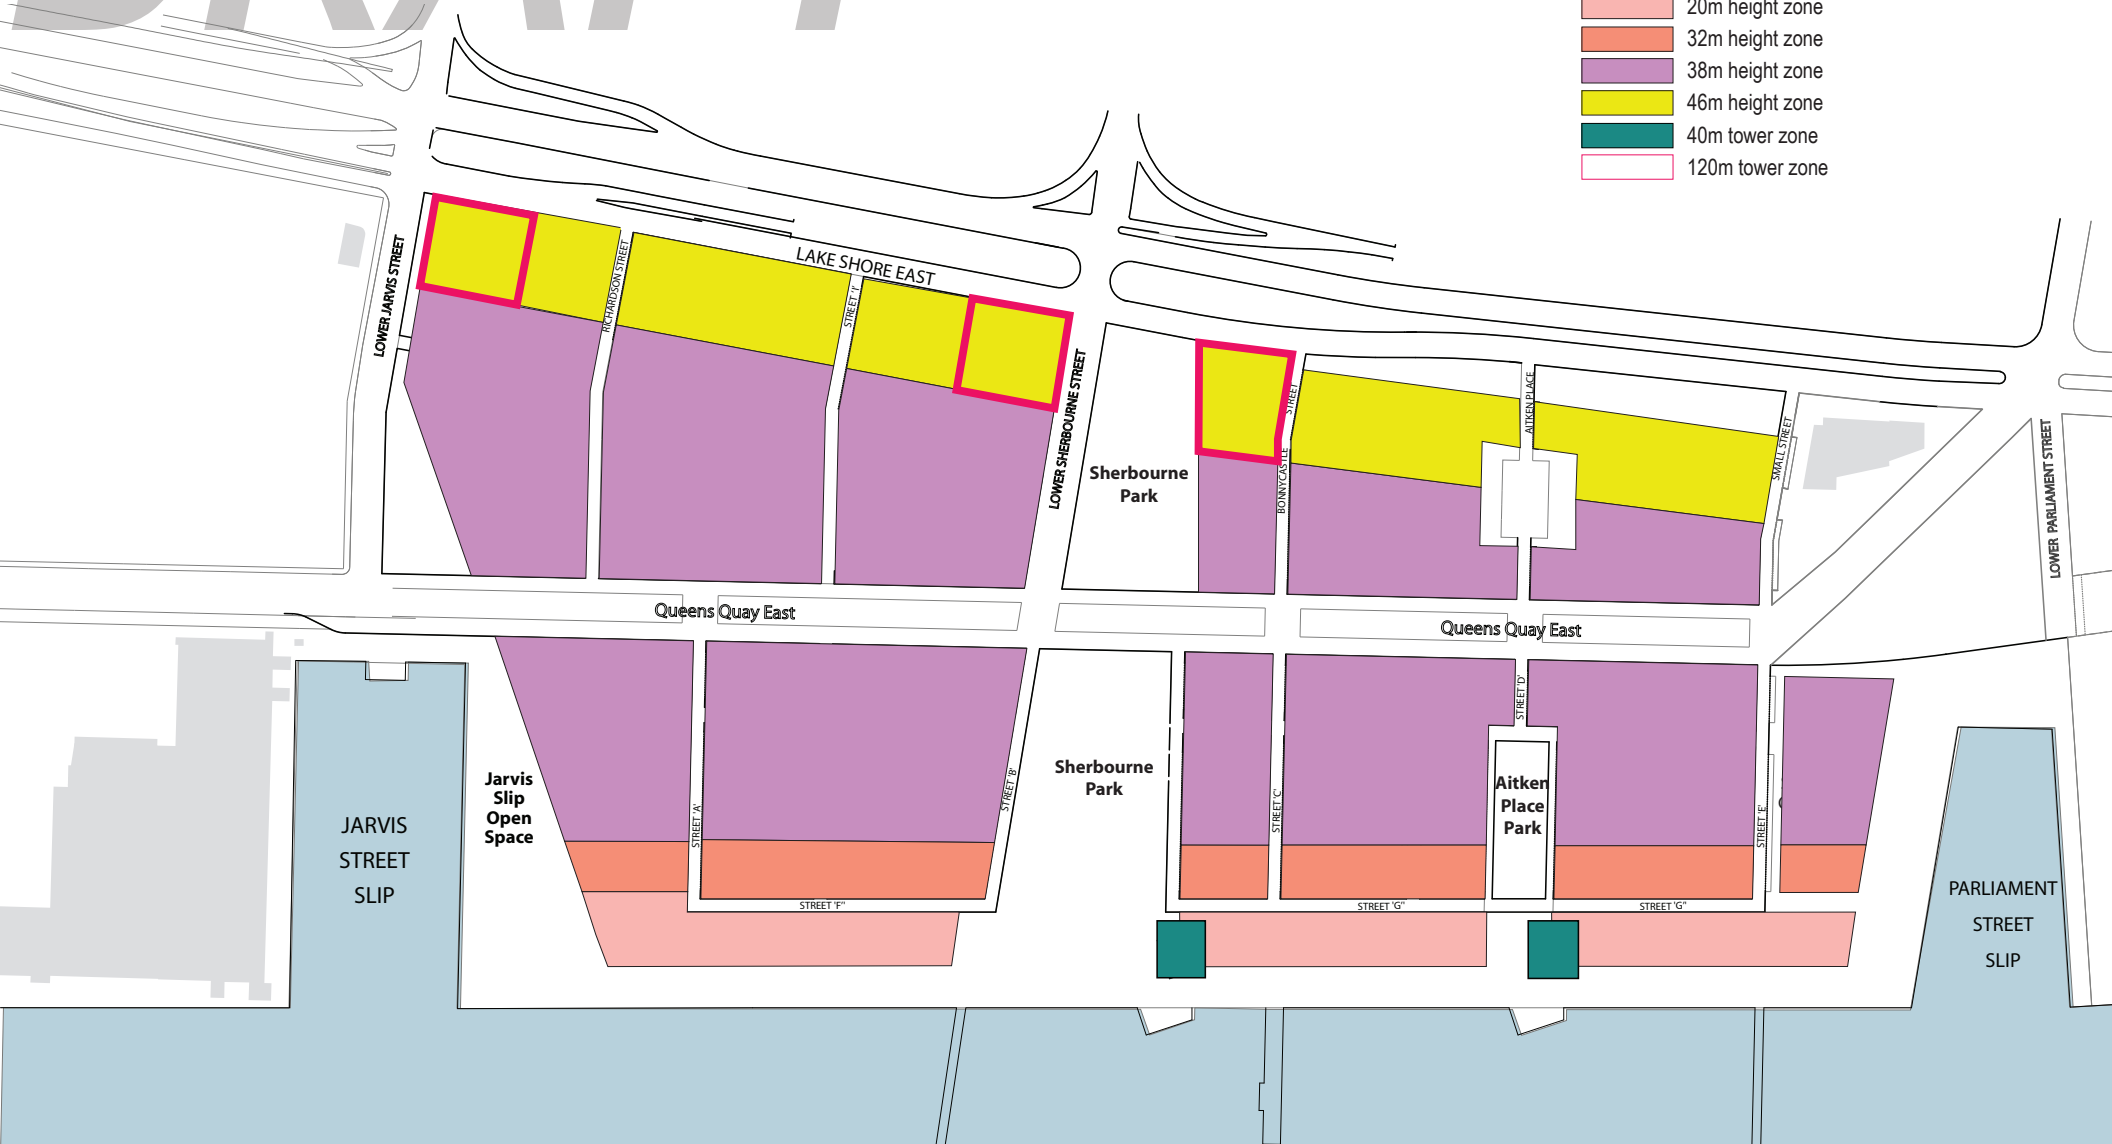 DRAFT
20m height zone
32m height zone
38m height zone
46m height zone
40m tower zone
120m tower zone
LOWER JARVIS STREET
RICHARDSON STREET
LAKE SHORE EAST
STREET 'I'
LOWER SHERBOURNE STREET
Sherbourne
Park
BONNYCASTLE STREET
AITKEN PLACE
SMALL STREET
LOWER PARLIAMENT STREET
Queens Quay East
Queens Quay East
JARVIS
STREET
SLIP
Jarvis
Slip
Open
Space
STREET 'A'
STREET 'B'
Sherbourne
Park
STREET 'C'
STREET 'D'
Aitken
Place
Park
STREET 'E'
STREET 'F'
STREET 'G'
STREET 'G'
PARLIAMENT
STREET
SLIP